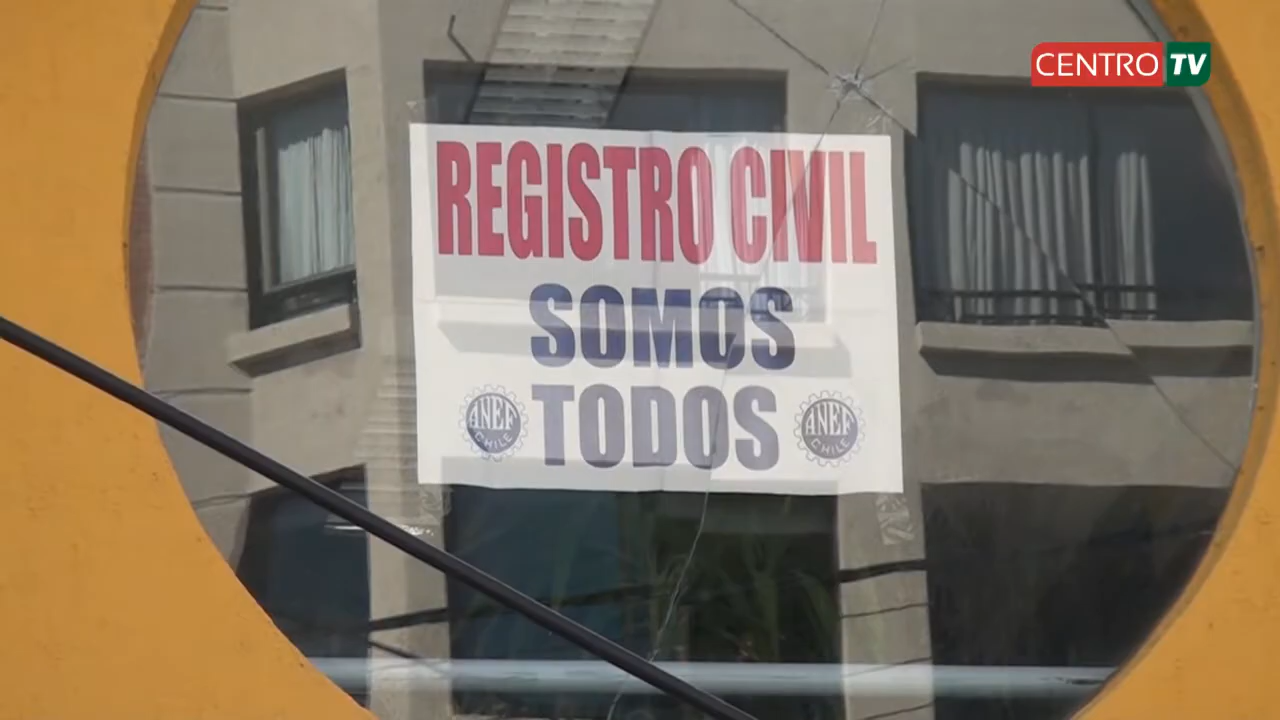 CENTRO TV
REGISTRO CIVIL
SOMOS
TODOS
ANEF
CHILE
ANEF
CHILE